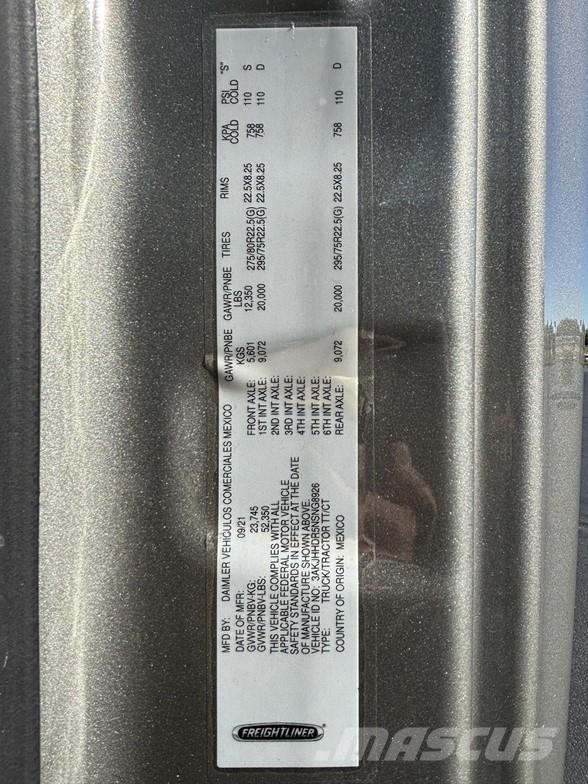 FREIGHTLINER
MFD BY: DAIMLER VEHICULOS COMERCIALES MEXICO
DATE OF MFR: 09/21
GVWR/PNBV-KG: 23,745
GVWR/PNBV-LBS: 52,350
THIS VEHICLE COMPLIES WITH ALL
APPLICABLE FEDERAL MOTOR VEHICLE
SAFETY STANDARDS IN EFFECT AT THE DATE
OF MANUFACTURE SHOWN ABOVE.
VEHICLE ID NO: 3AKJHHDR5NSNG8926
TYPE: TRUCK/TRACTOR TT/CT
COUNTRY OF ORIGIN: MEXICO
GAWR/PNBE GAWR/PNBE TIRES RIMS KPA PSI "S"
KGS LBS COLD COLD
FRONT AXLE: 5,601 12,350 275/80R22.5(G) 22.5X8.25 758 110 S
1ST INT AXLE: 9,072 20,000 295/75R22.5(G) 22.5X8.25 758 110 D
2ND INT AXLE:
3RD INT AXLE:
4TH INT AXLE:
5TH INT AXLE:
6TH INT AXLE:
REAR AXLE: 9,072 20,000 295/75R22.5(G) 22.5X8.25 758 110 D
MASCUS